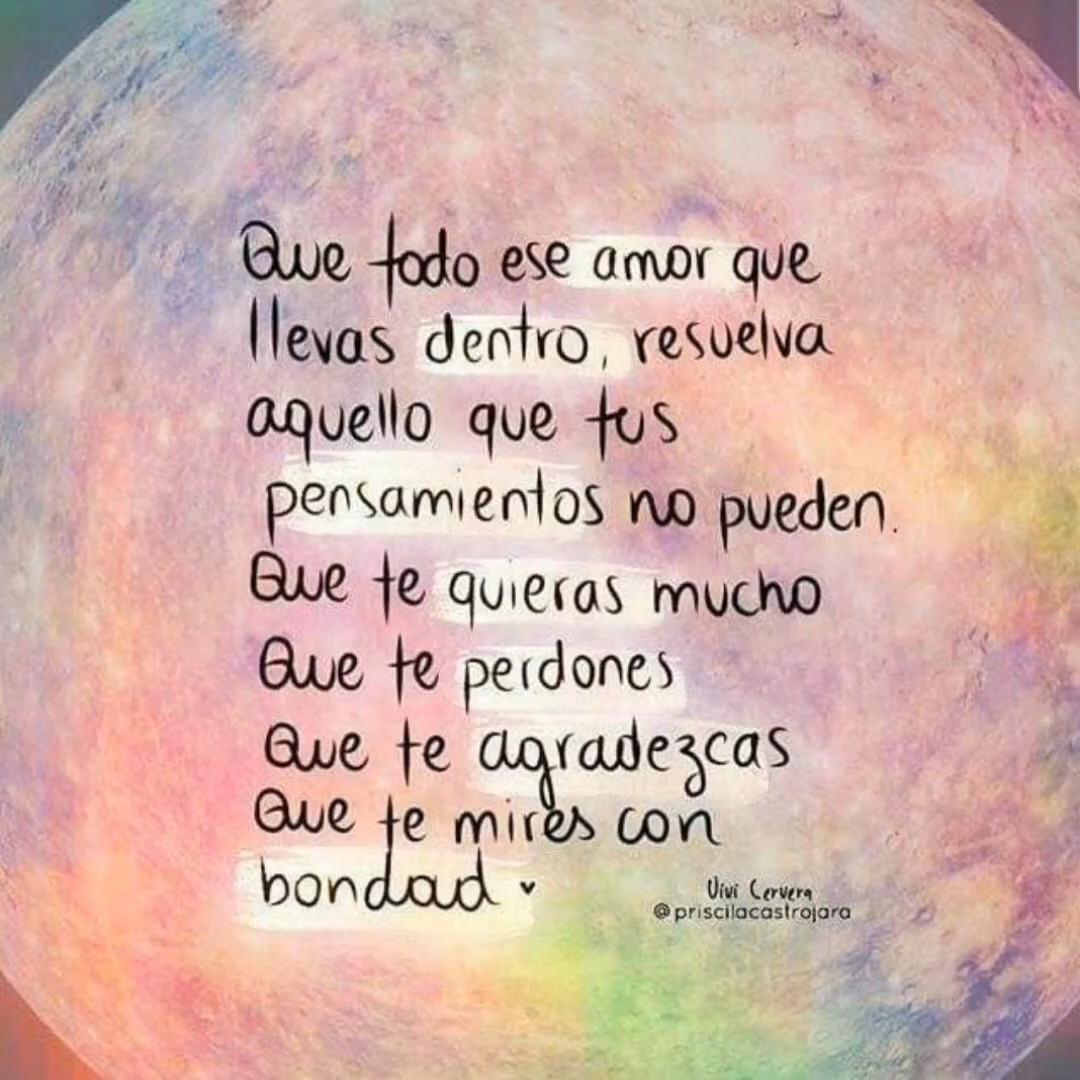 Que todo ese amor que
llevas dentro, resuelva
aquello que tus
pensamientos no pueden.
Que te quieras mucho
Que te perdones
Que te agradezcas
Que te mires con
bondad
Vivi Cervera
@priscilacastrojara